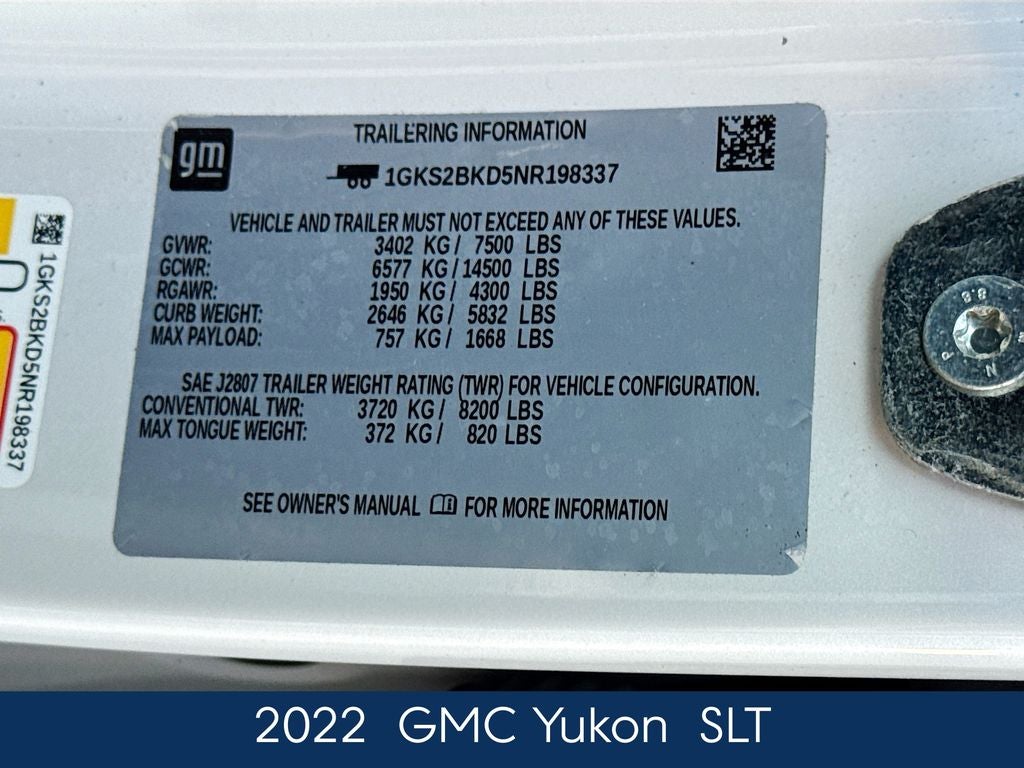 gm
TRAILERING INFORMATION
1GKS2BKD5NR198337
VEHICLE AND TRAILER MUST NOT EXCEED ANY OF THESE VALUES.
GVWR: 3402 KG / 7500 LBS
GCWR: 6577 KG / 14500 LBS
RGAWR: 1950 KG / 4300 LBS
CURB WEIGHT: 2646 KG / 5832 LBS
MAX PAYLOAD: 757 KG / 1668 LBS
SAE J2807 TRAILER WEIGHT RATING (TWR) FOR VEHICLE CONFIGURATION.
CONVENTIONAL TWR: 3720 KG / 8200 LBS
MAX TONGUE WEIGHT: 372 KG / 820 LBS
SEE OWNER'S MANUAL FOR MORE INFORMATION
1GKS2BKD5NR198337
2022 GMC Yukon SLT